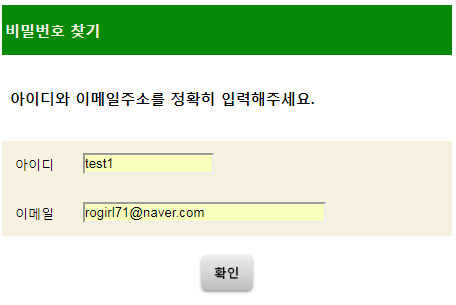 비밀번호 찾기
아이디와 이메일주소를 정확히 입력해주세요.
아이디 test1
이메일 rogirl71@naver.com
확인